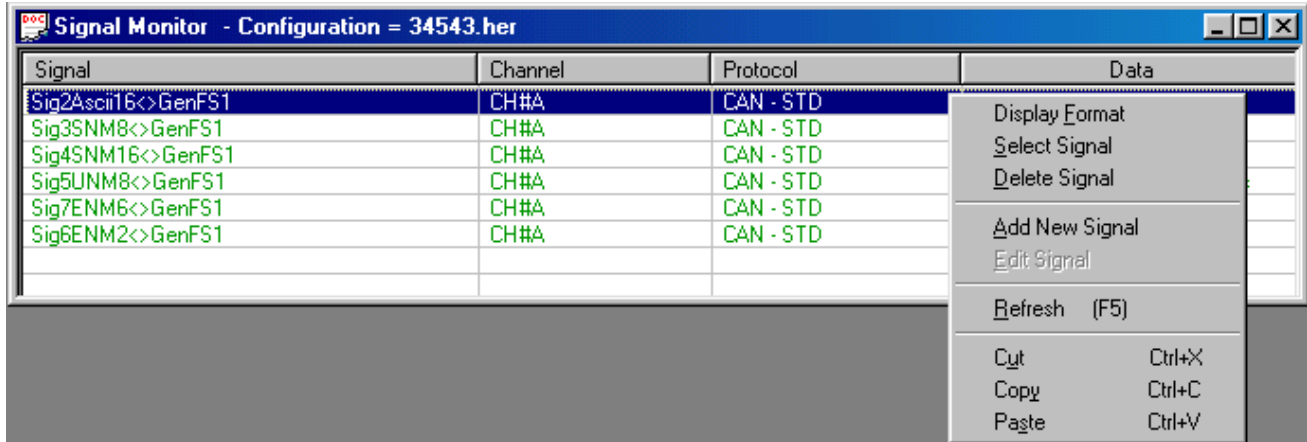 Signal Monitor - Configuration = 34543.her
Signal Channel Protocol Data
Sig2Ascii16<>GenFS1 CH#A CAN - STD
Sig3SNM8<>GenFS1 CH#A CAN - STD
Sig4SNM16<>GenFS1 CH#A CAN - STD
Sig5UNM8<>GenFS1 CH#A CAN - STD
Sig7ENM6<>GenFS1 CH#A CAN - STD
Sig6ENM2<>GenFS1 CH#A CAN - STD
Display Format
Select Signal
Delete Signal
Add New Signal
Edit Signal
Refresh (F5)
Cut Ctrl+X
Copy Ctrl+C
Paste Ctrl+V